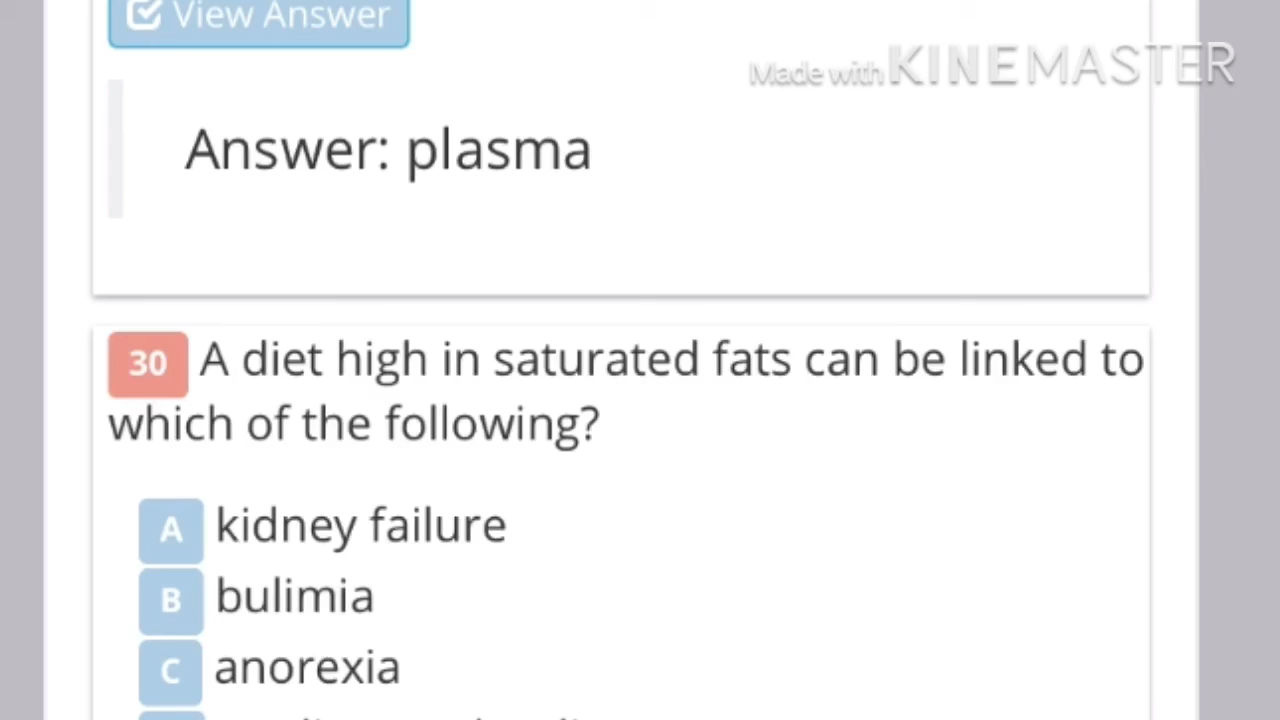 View Answer
Made with KINEMASTER
Answer: plasma
30 A diet high in saturated fats can be linked to
which of the following?
A kidney failure
B bulimia
C anorexia